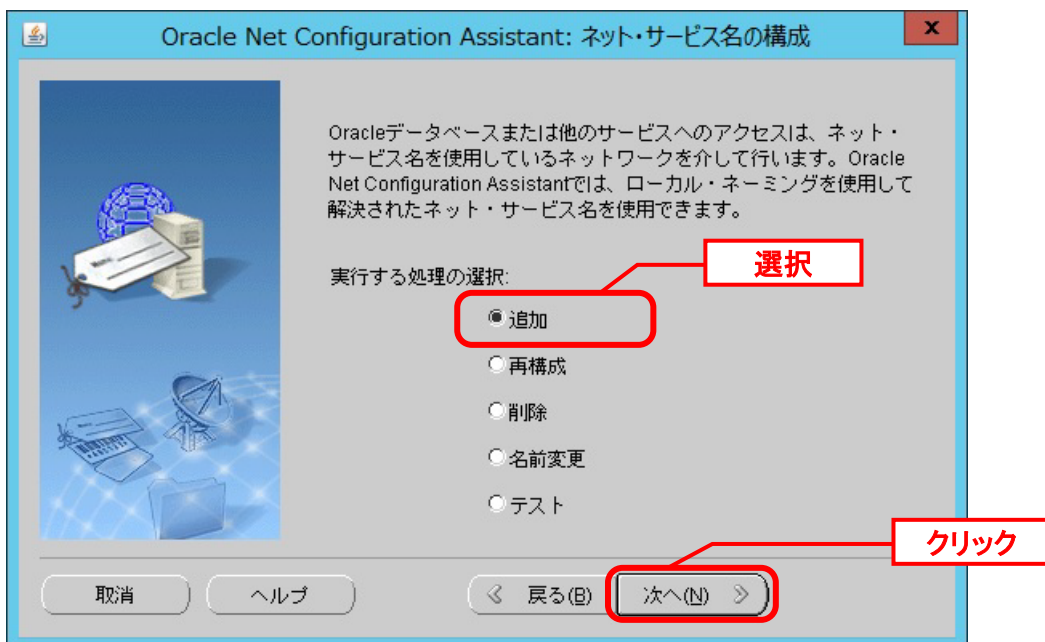 Oracle Net Configuration Assistant: ネット・サービス名の構成
x
Oracleデータベースまたは他のサービスへのアクセスは、ネット・
サービス名を使用しているネットワークを介して行います。Oracle
Net Configuration Assistantでは、ローカル・ネーミングを使用して
解決されたネット・サービス名を使用できます。
選択
実行する処理の選択:
追加
再構成
削除
名前変更
テスト
クリック
取消
ヘルプ
戻る(B)
次へ(N)